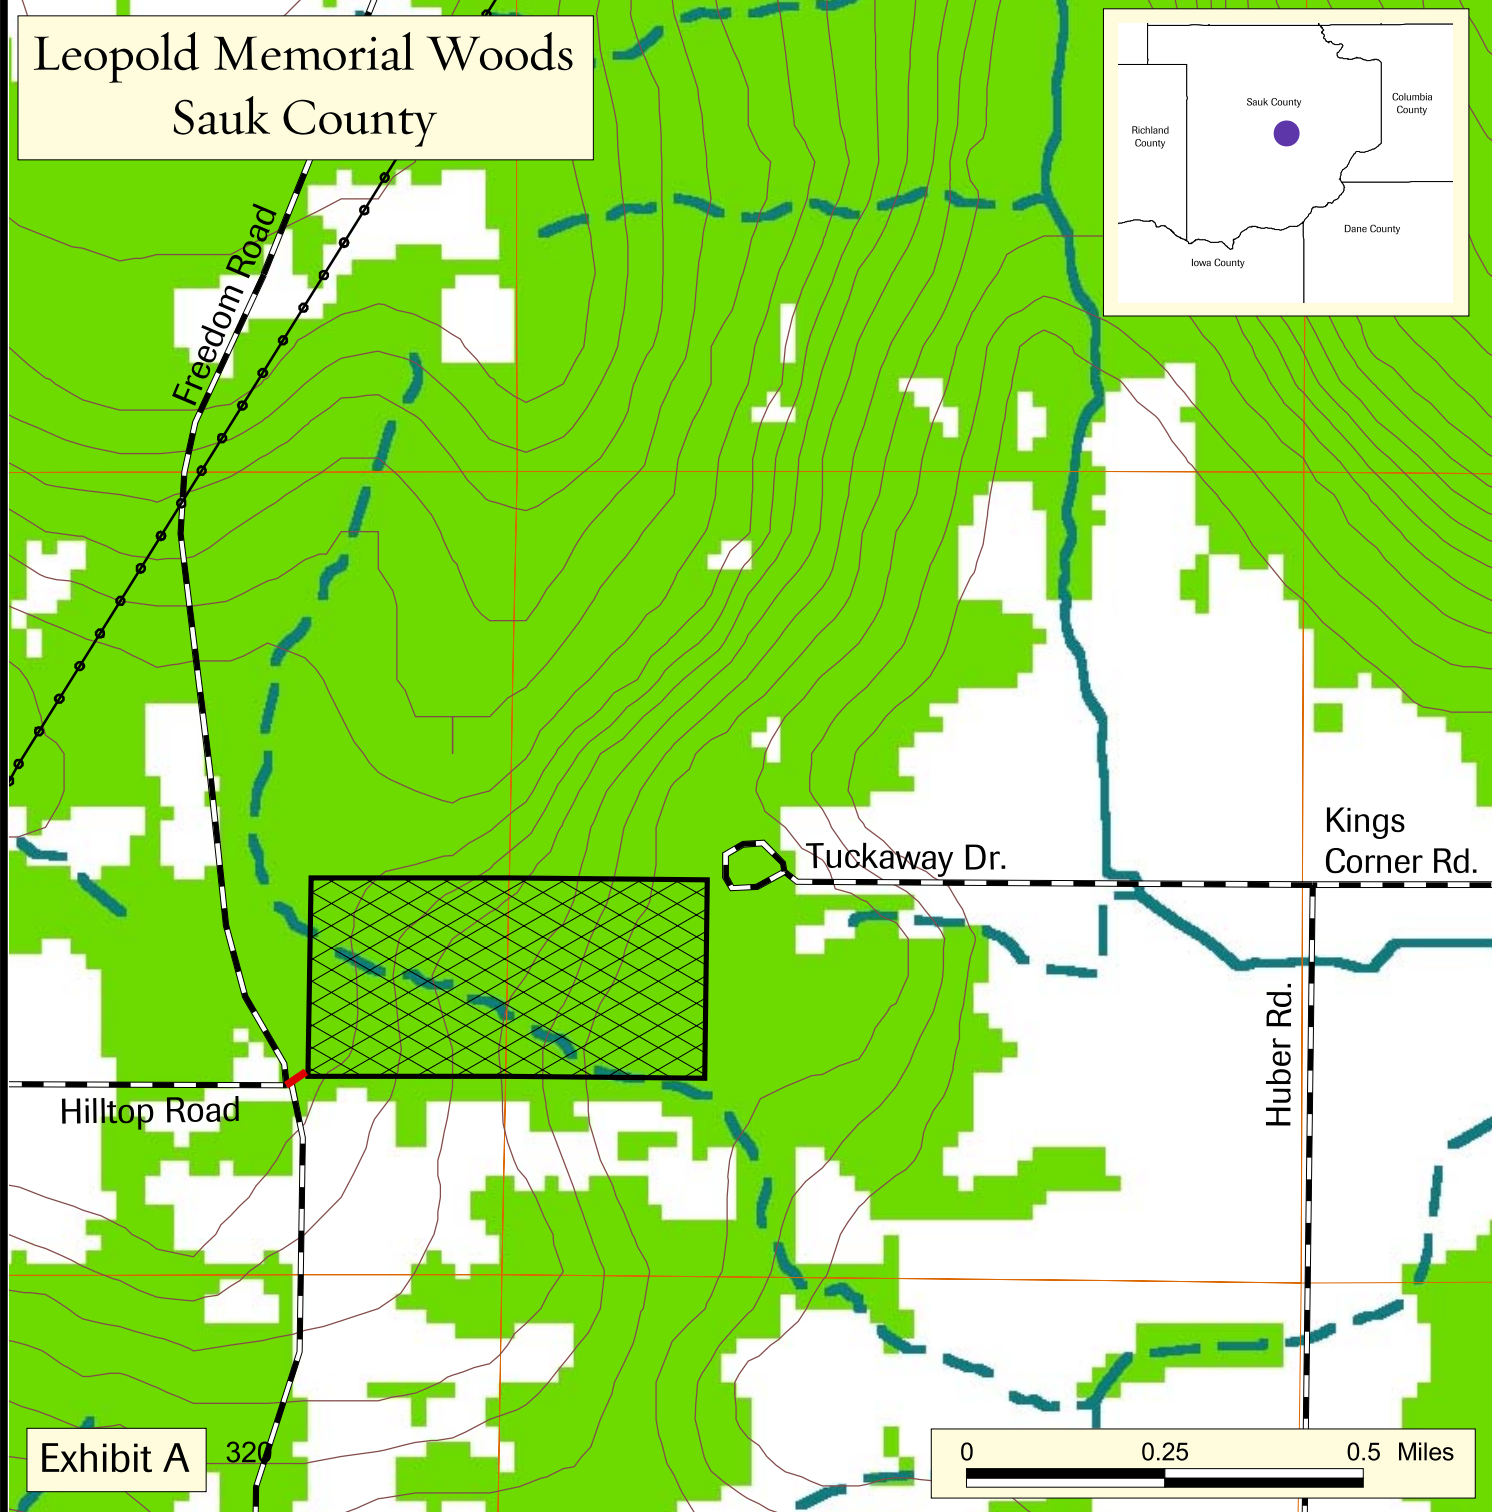 Leopold Memorial Woods
Sauk County
Sauk County
Columbia
County
Richland
County
Dane County
Iowa County
Freedom Road
Kings
Corner Rd.
Tuckaway Dr.
Huber Rd.
Hilltop Road
Exhibit A
320
0 0.25 0.5 Miles